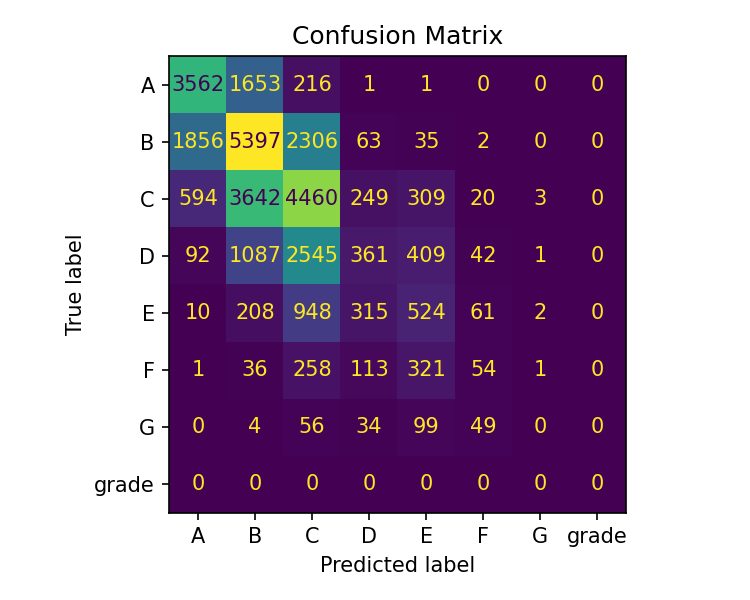 Confusion Matrix
True label
A 3562 1653 216 1 1 0 0 0
B 1856 5397 2306 63 35 2 0 0
C 594 3642 4460 249 309 20 3 0
D 92 1087 2545 361 409 42 1 0
E 10 208 948 315 524 61 2 0
F 1 36 258 113 321 54 1 0
G 0 4 56 34 99 49 0 0
grade 0 0 0 0 0 0 0 0
A B C D E F G grade
Predicted label